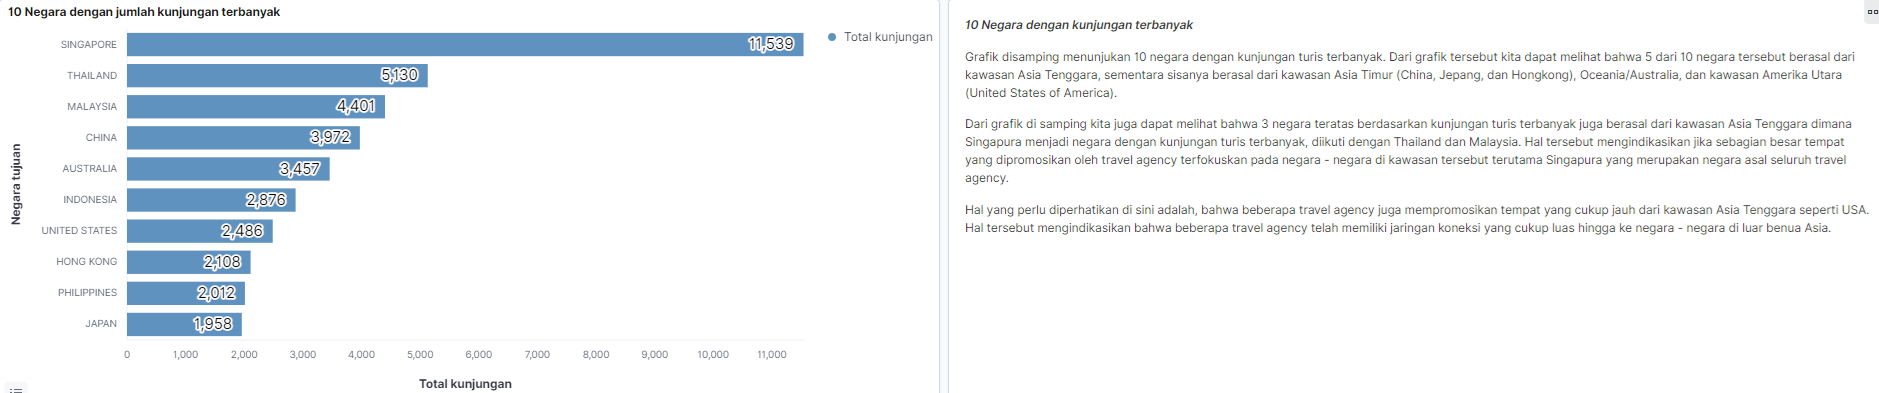 10 Negara dengan jumlah kunjungan terbanyak
Total kunjungan
Negara tujuan
SINGAPORE 11,539
THAILAND 5,130
MALAYSIA 4,401
CHINA 3,972
AUSTRALIA 3,457
INDONESIA 2,876
UNITED STATES 2,486
HONG KONG 2,108
PHILIPPINES 2,012
JAPAN 1,958
0 1,000 2,000 3,000 4,000 5,000 6,000 7,000 8,000 9,000 10,000 11,000
Total kunjungan
10 Negara dengan kunjungan terbanyak
Grafik disamping menunjukan 10 negara dengan kunjungan turis terbanyak. Dari grafik tersebut kita dapat melihat bahwa 5 dari 10 negara tersebut berasal dari
kawasan Asia Tenggara, sementara sisanya berasal dari kawasan Asia Timur (China, Jepang, dan Hongkong), Oceania/Australia, dan kawasan Amerika Utara
(United States of America).
Dari grafik di samping kita juga dapat melihat bahwa 3 negara teratas berdasarkan kunjungan turis terbanyak juga berasal dari kawasan Asia Tenggara dimana
Singapura menjadi negara dengan kunjungan turis terbanyak, diikuti dengan Thailand dan Malaysia. Hal tersebut mengindikasikan jika sebagian besar tempat
yang dipromosikan oleh travel agency terfokuskan pada negara - negara di kawasan tersebut terutama Singapura yang merupakan negara asal seluruh travel
agency.
Hal yang perlu diperhatikan di sini adalah, bahwa beberapa travel agency juga mempromosikan tempat yang cukup jauh dari kawasan Asia Tenggara seperti USA.
Hal tersebut mengindikasikan bahwa beberapa travel agency telah memiliki jaringan koneksi yang cukup luas hingga ke negara - negara di luar benua Asia.